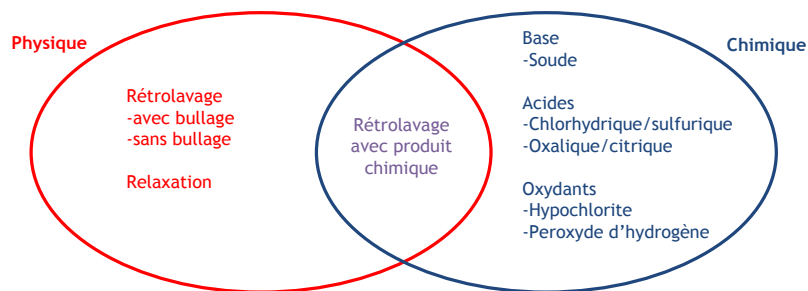 Physique
Rétrolavage
-avec bullage
-sans bullage
Relaxation
Rétrolavage
avec produit
chimique
Base
-Soude
Chimique
Acides
-Chlorhydrique/sulfurique
-Oxalique/citrique
Oxydants
-Hypochlorite
-Peroxyde d’hydrogène